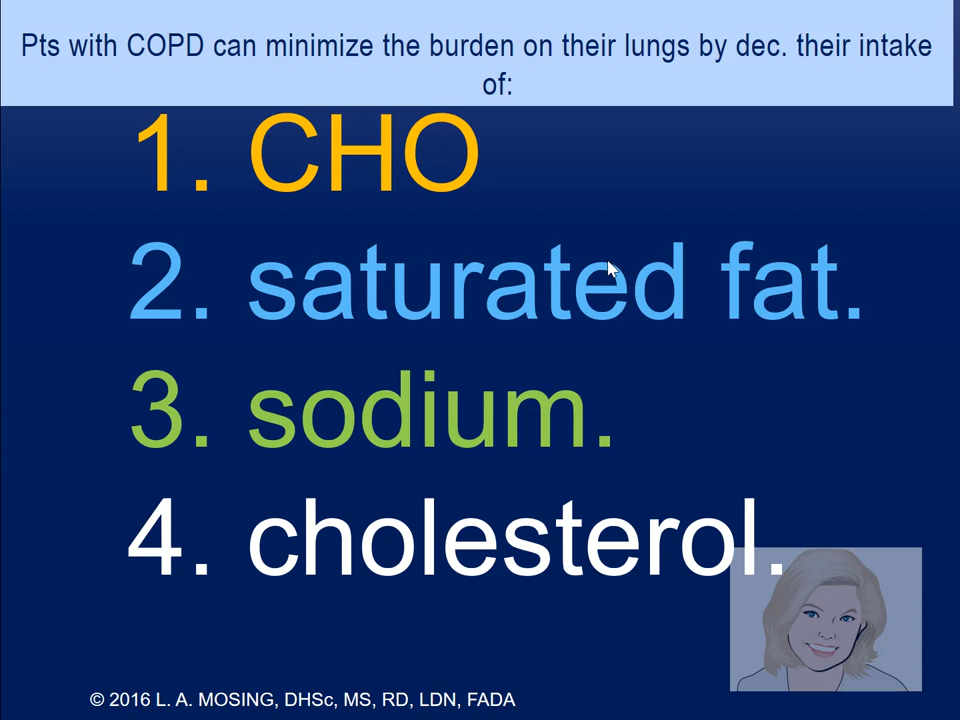 Pts with COPD can minimize the burden on their lungs by dec. their intake
of:
1. CHO
2. saturated fat.
3. sodium.
4. cholesterol.
© 2016 L. A. MOSING, DHSc, MS, RD, LDN, FADA